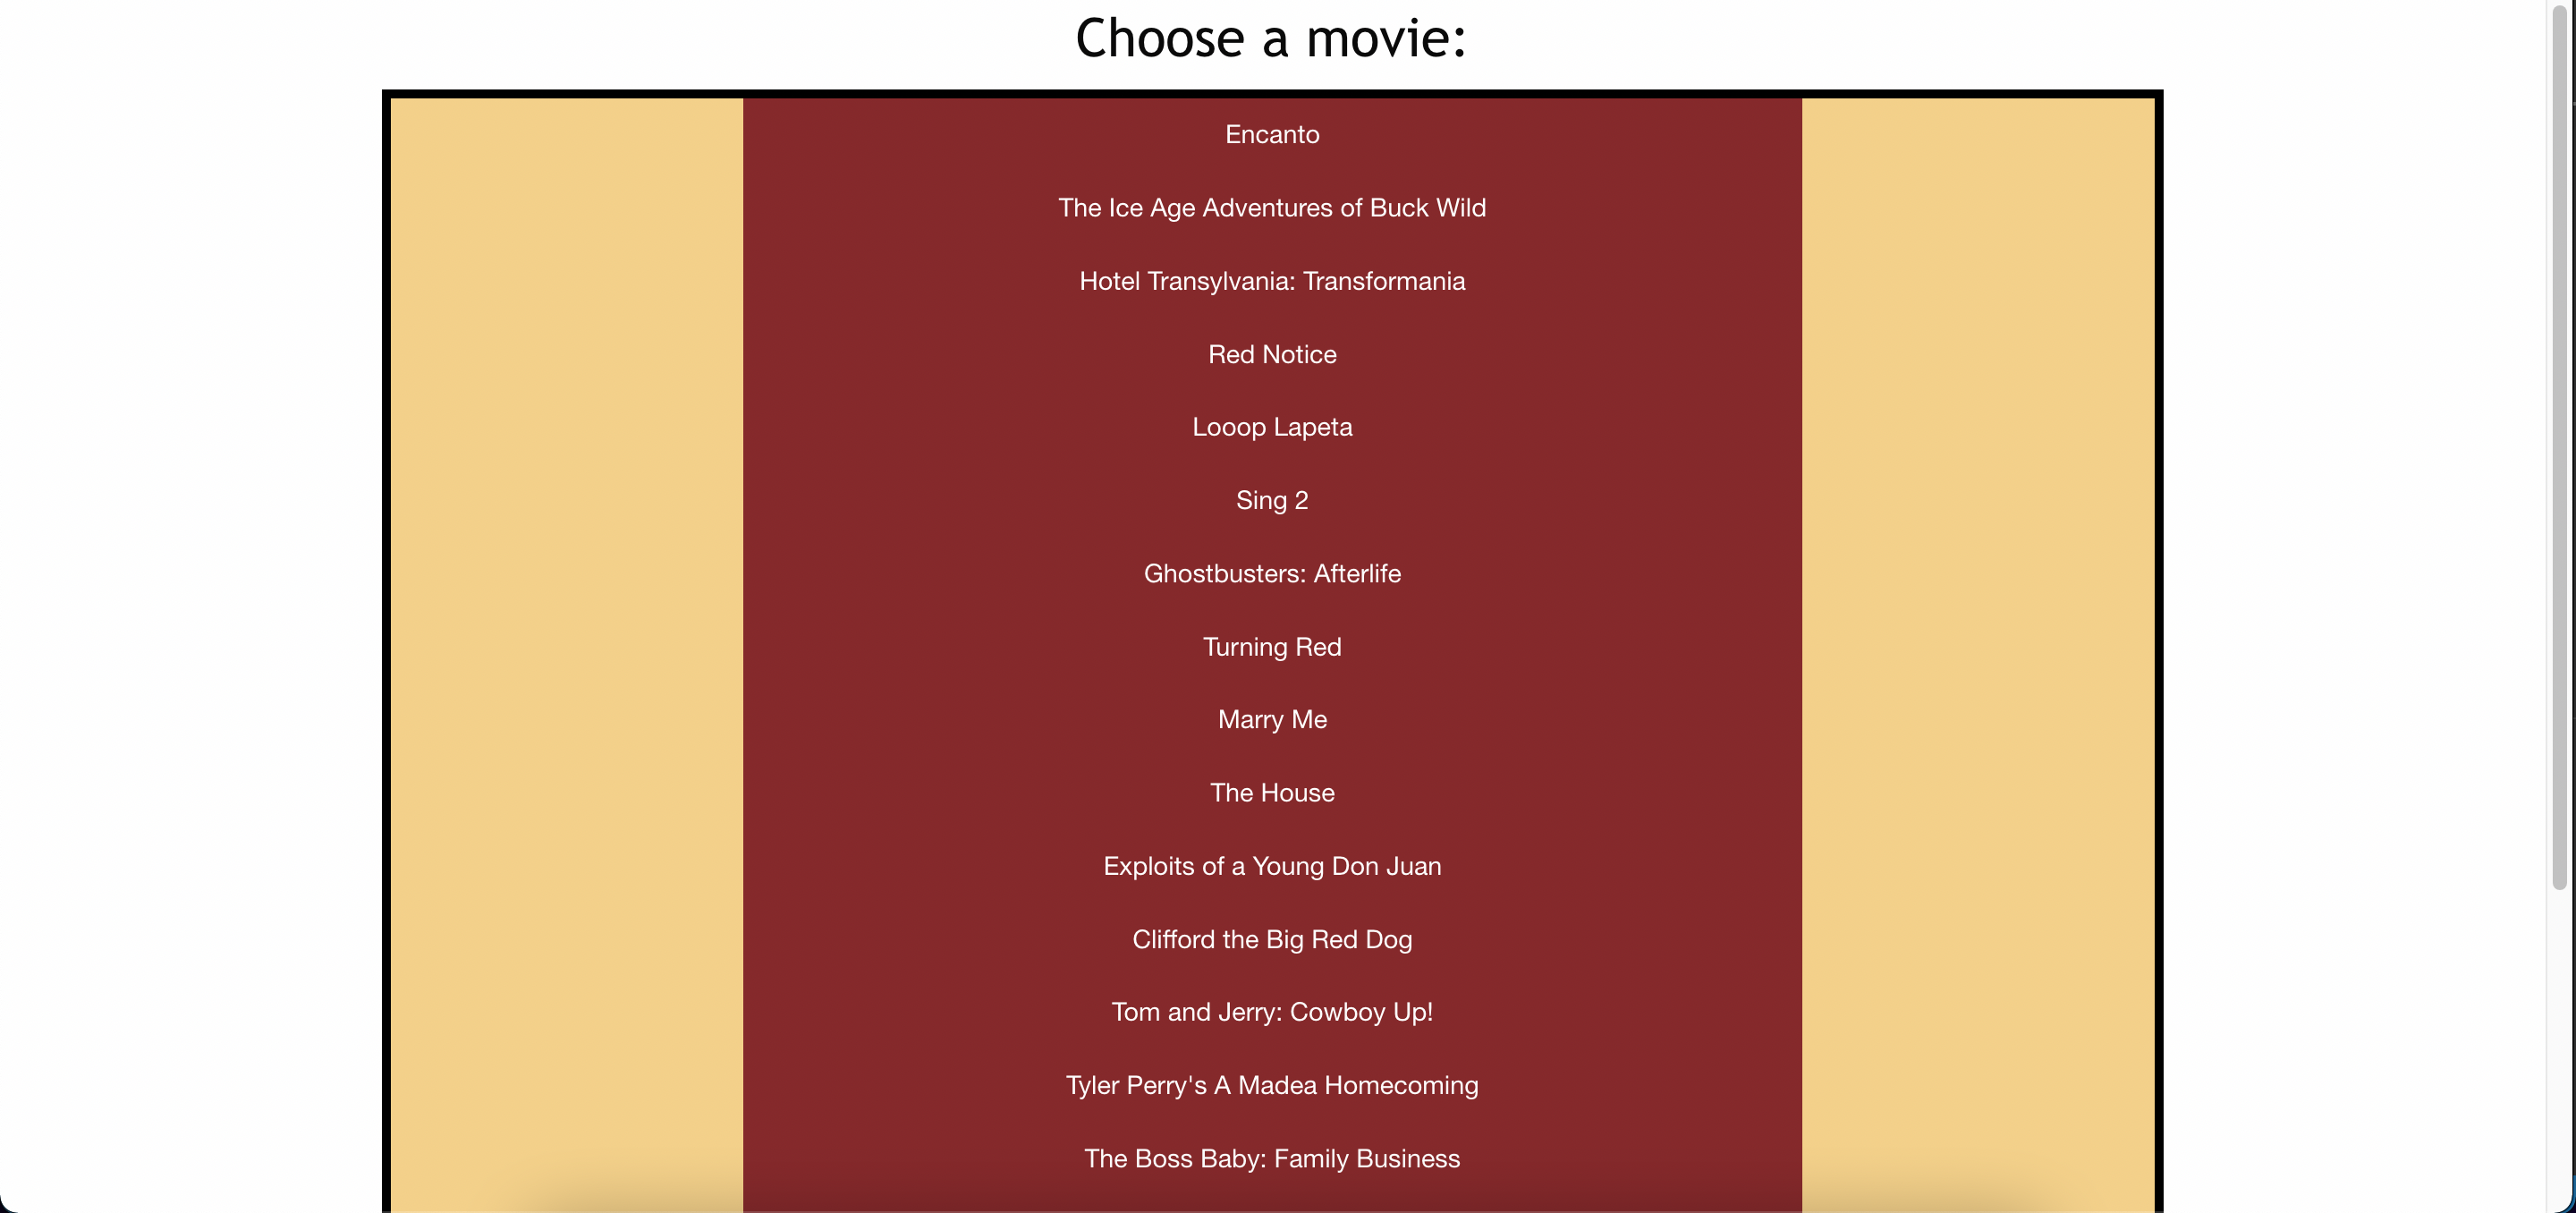 Choose a movie:
Encanto
The Ice Age Adventures of Buck Wild
Hotel Transylvania: Transformania
Red Notice
Looop Lapeta
Sing 2
Ghostbusters: Afterlife
Turning Red
Marry Me
The House
Exploits of a Young Don Juan
Clifford the Big Red Dog
Tom and Jerry: Cowboy Up!
Tyler Perry's A Madea Homecoming
The Boss Baby: Family Business